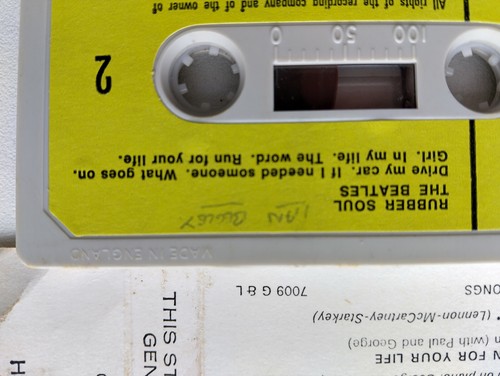 RUBBER SOUL
THE BEATLES
Drive my car. If I needed someone. What goes on.
Girl. In my life. The word. Run for your life.
100 50 0
2
All rights of the recording company and of the owner of
IAN
MADE IN ENGLAND
7009 G & L
ONGS
(Lennon-McCartney-Starkey)
n (with Paul and George)
N FOR YOUR LIFE
THIS ST
GEN
H